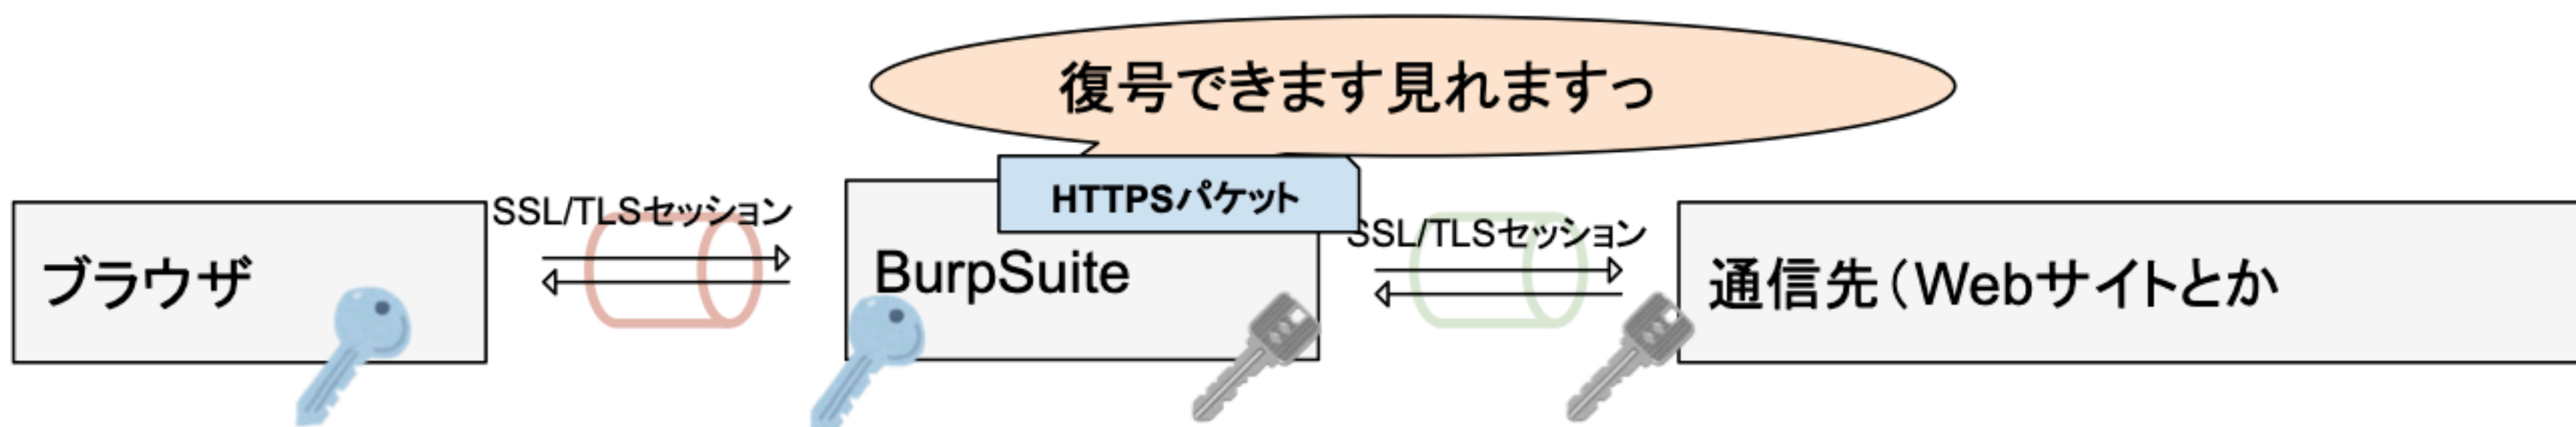 復号できます見れますっ
HTTPSパケット
SSL/TLSセッション
SSL/TLSセッション
ブラウザ
BurpSuite
通信先（Webサイトとか